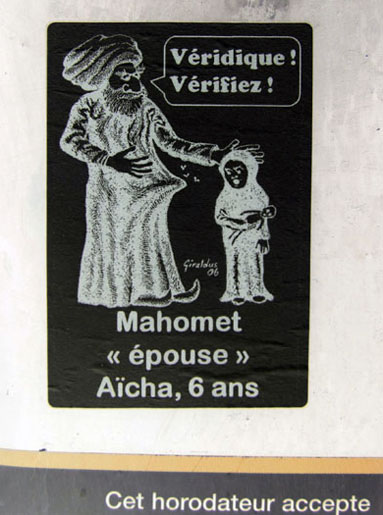 Véridique !
Vérifiez !
Giraldus
06
Mahomet
« épouse »
Aïcha, 6 ans
Cet horodateur accepte